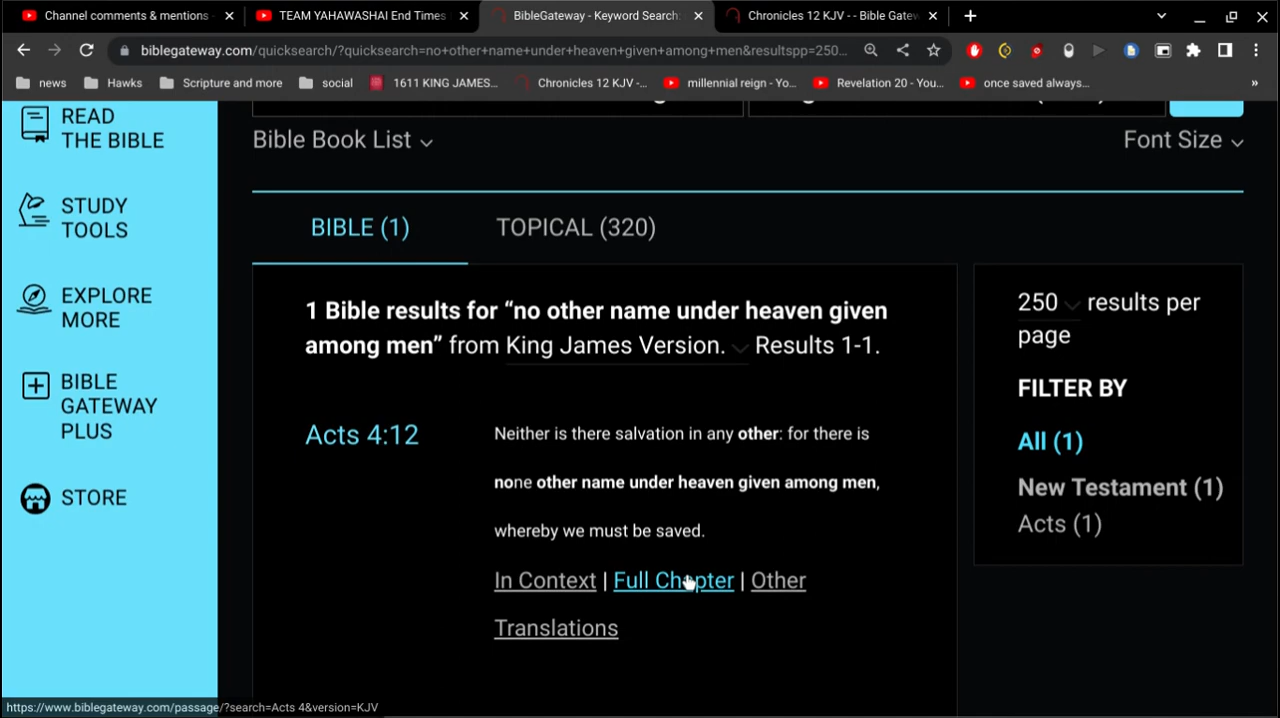 Channel comments & mentions -
TEAM YAHAWASHAI End Times
BibleGateway - Keyword Search:
Chronicles 12 KJV - - Bible Gatew
biblegateway.com/quicksearch/?quicksearch=no+other+name+under+heaven+given+among+men&resultspp=250...
news
Hawks
Scripture and more
social
1611 KING JAMES...
Chronicles 12 KJV -...
millennial reign - Yo...
Revelation 20 - You...
once saved always...
»
READ
THE BIBLE
STUDY
TOOLS
EXPLORE
MORE
BIBLE
GATEWAY
PLUS
STORE
Bible Book List
Font Size
BIBLE (1)
TOPICAL (320)
1 Bible results for “no other name under heaven given
among men” from King James Version. Results 1-1.
Acts 4:12
Neither is there salvation in any other: for there is
none other name under heaven given among men,
whereby we must be saved.
In Context | Full Chapter | Other
Translations
250 results per
page
FILTER BY
All (1)
New Testament (1)
Acts (1)
https://www.biblegateway.com/passage/?search=Acts 4&version=KJV